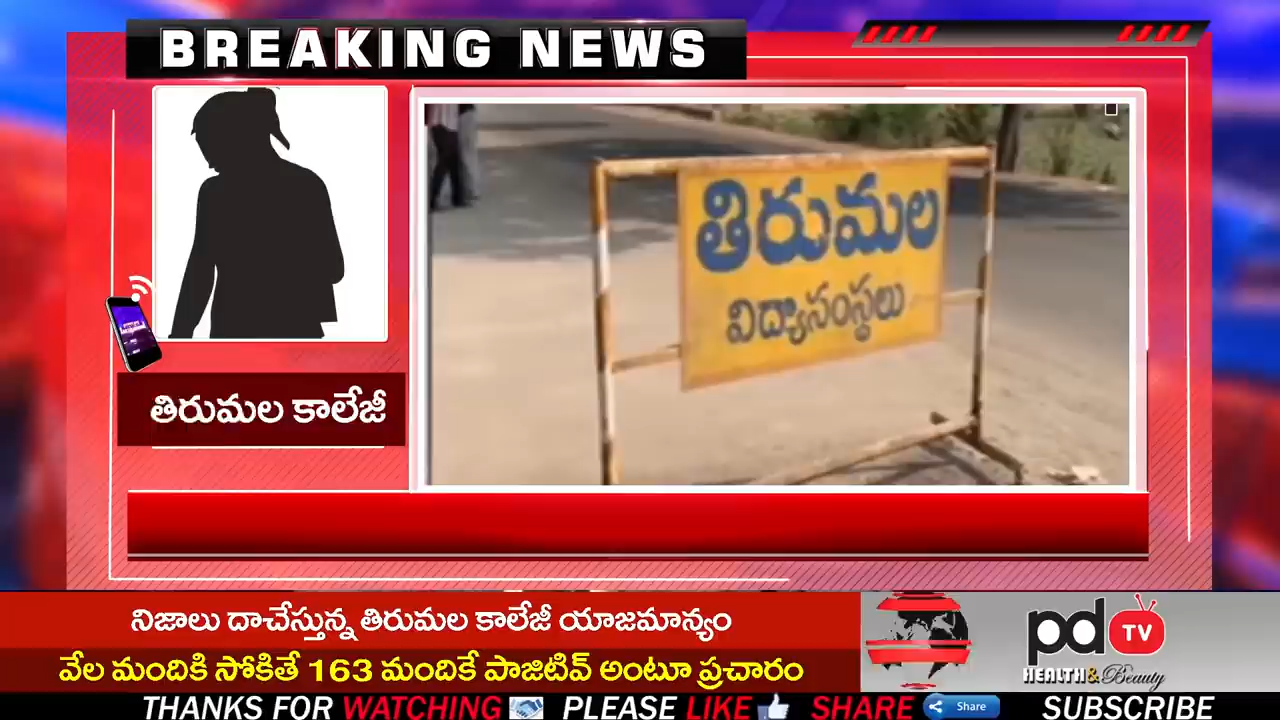 BREAKING NEWS
తిరుమల
విద్యాసంస్థలు
తిరుమల కాలేజీ
నిజాలు దాచేస్తున్న తిరుమల కాలేజీ యాజమాన్యం
వేల మందికి సోకితే 163 మందికే పాజిటివ్ అంటూ ప్రచారం
pd TV
HEALTH & Beauty
THANKS FOR WATCHING PLEASE LIKE SHARE Share SUBSCRIBE